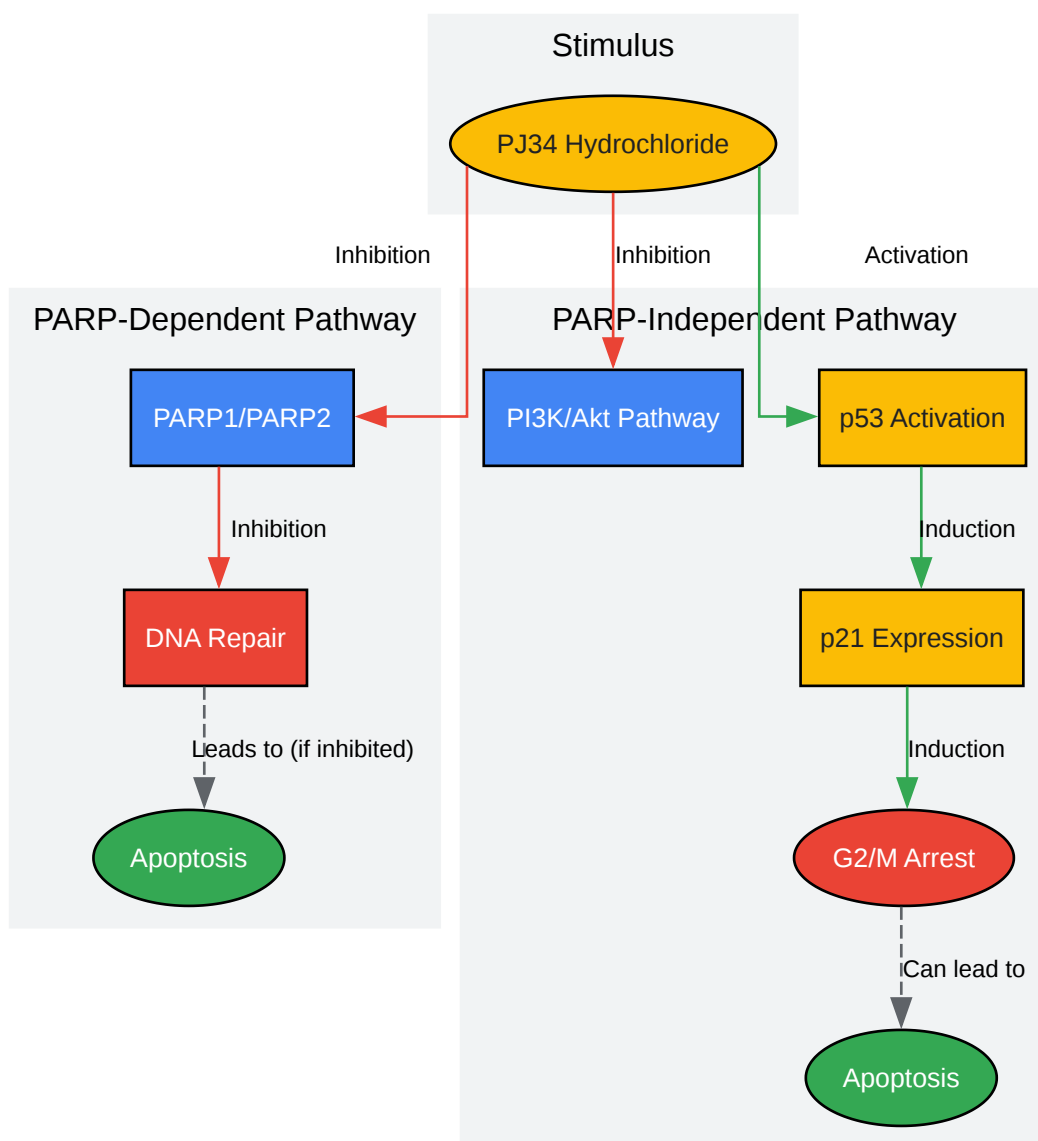 Stimulus
PJ34 Hydrochloride
Inhibition
Inhibition
Activation
PARP-Dependent Pathway
PARP-Independent Pathway
PARP1/PARP2
PI3K/Akt Pathway
p53 Activation
Inhibition
Induction
DNA Repair
p21 Expression
Leads to (if inhibited)
Induction
Apoptosis
G2/M Arrest
Can lead to
Apoptosis